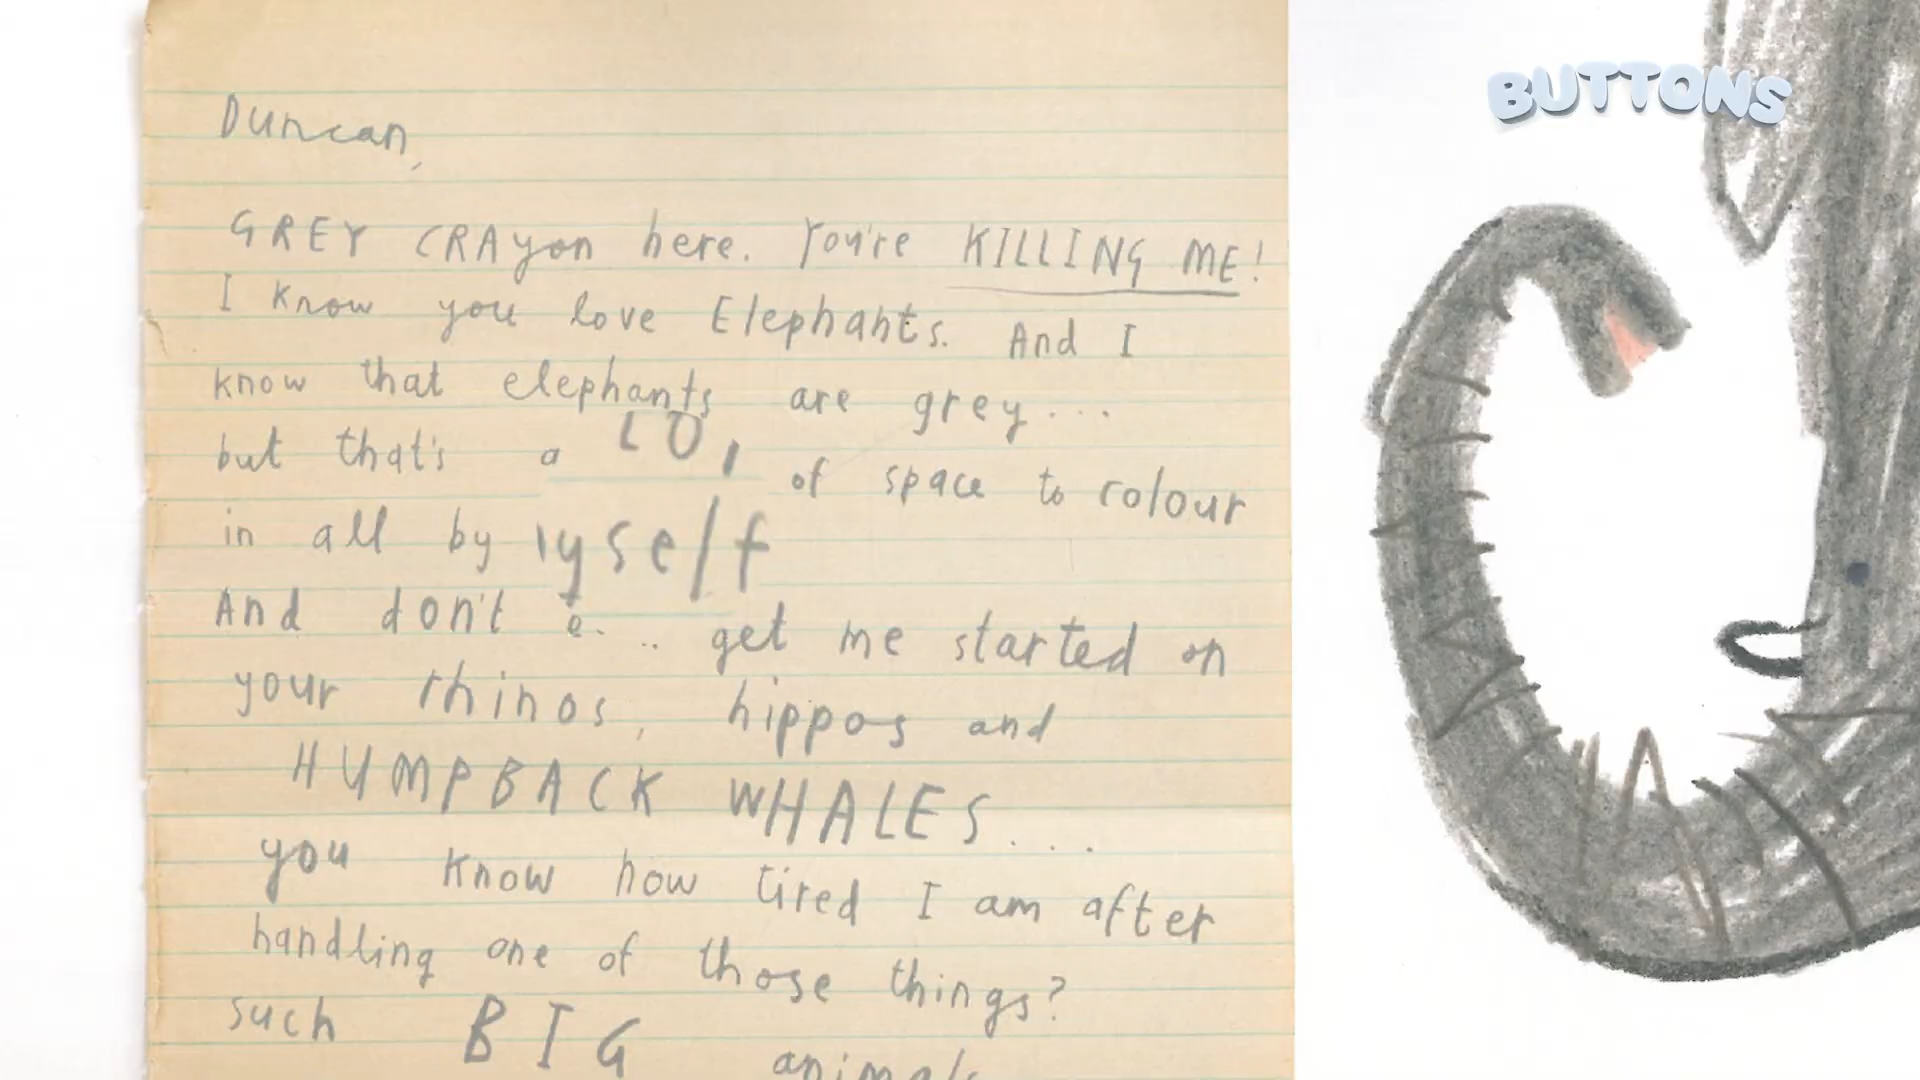 Duncan,
GREY CRAyon here. You're KILLING ME!
I know you love Elephants. And I
know that elephants are grey...
but that's a of space to colour
in all by
And don't get me started on
your rhinos, hippos and
HUMPBACK WHALES....
you know how tired I am after
handling one of those things?
such BIG animals
BUTTONS